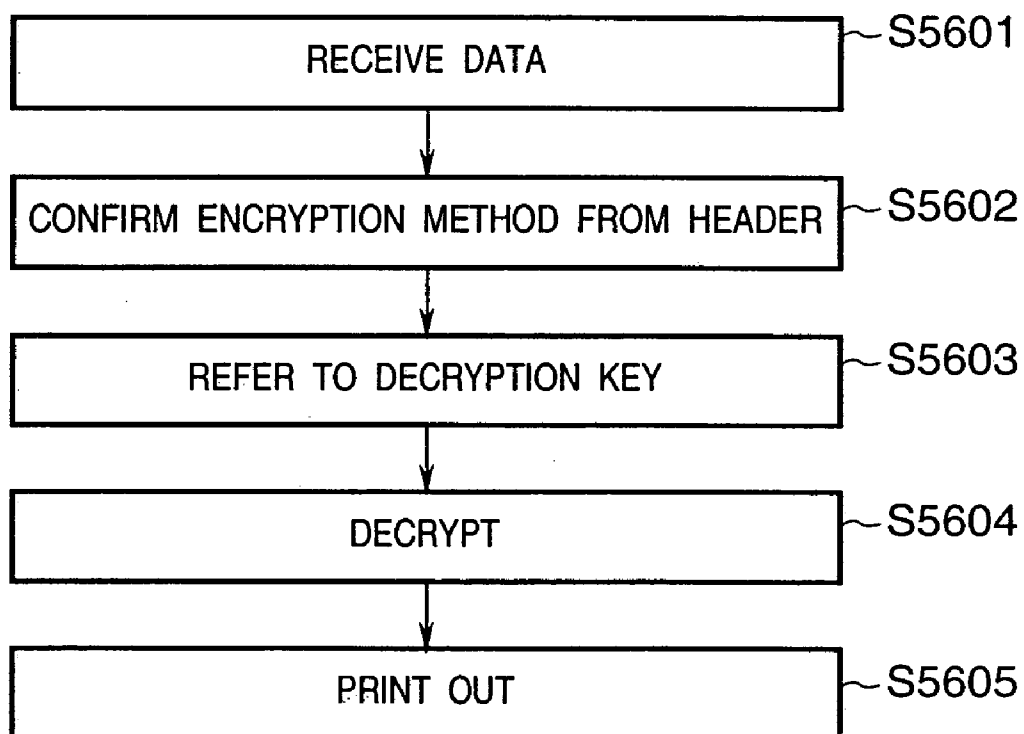 RECEIVE DATA
S5601
CONFIRM ENCRYPTION METHOD FROM HEADER
S5602
REFER TO DECRYPTION KEY
S5603
DECRYPT
S5604
PRINT OUT
S5605